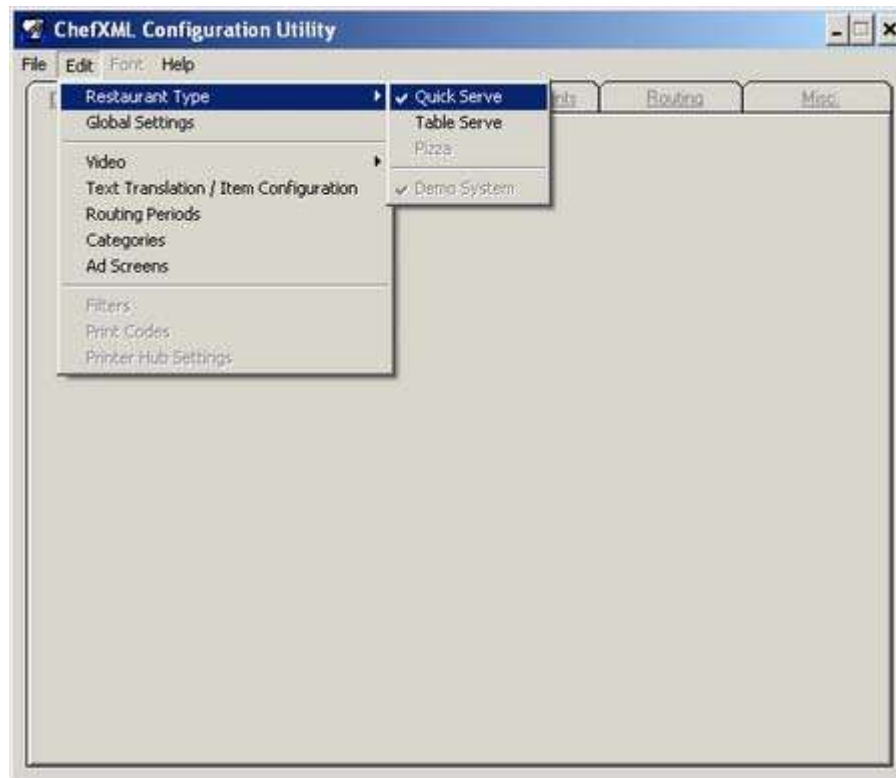 ChefXML Configuration Utility
File Edit Font Help
Restaurant Type
Global Settings
Video
Text Translation / Item Configuration
Routing Periods
Categories
Ad Screens
Filters
Print Codes
Printer Hub Settings
Quick Serve
Table Serve
Pizza
Demo System
Routing
Misc.